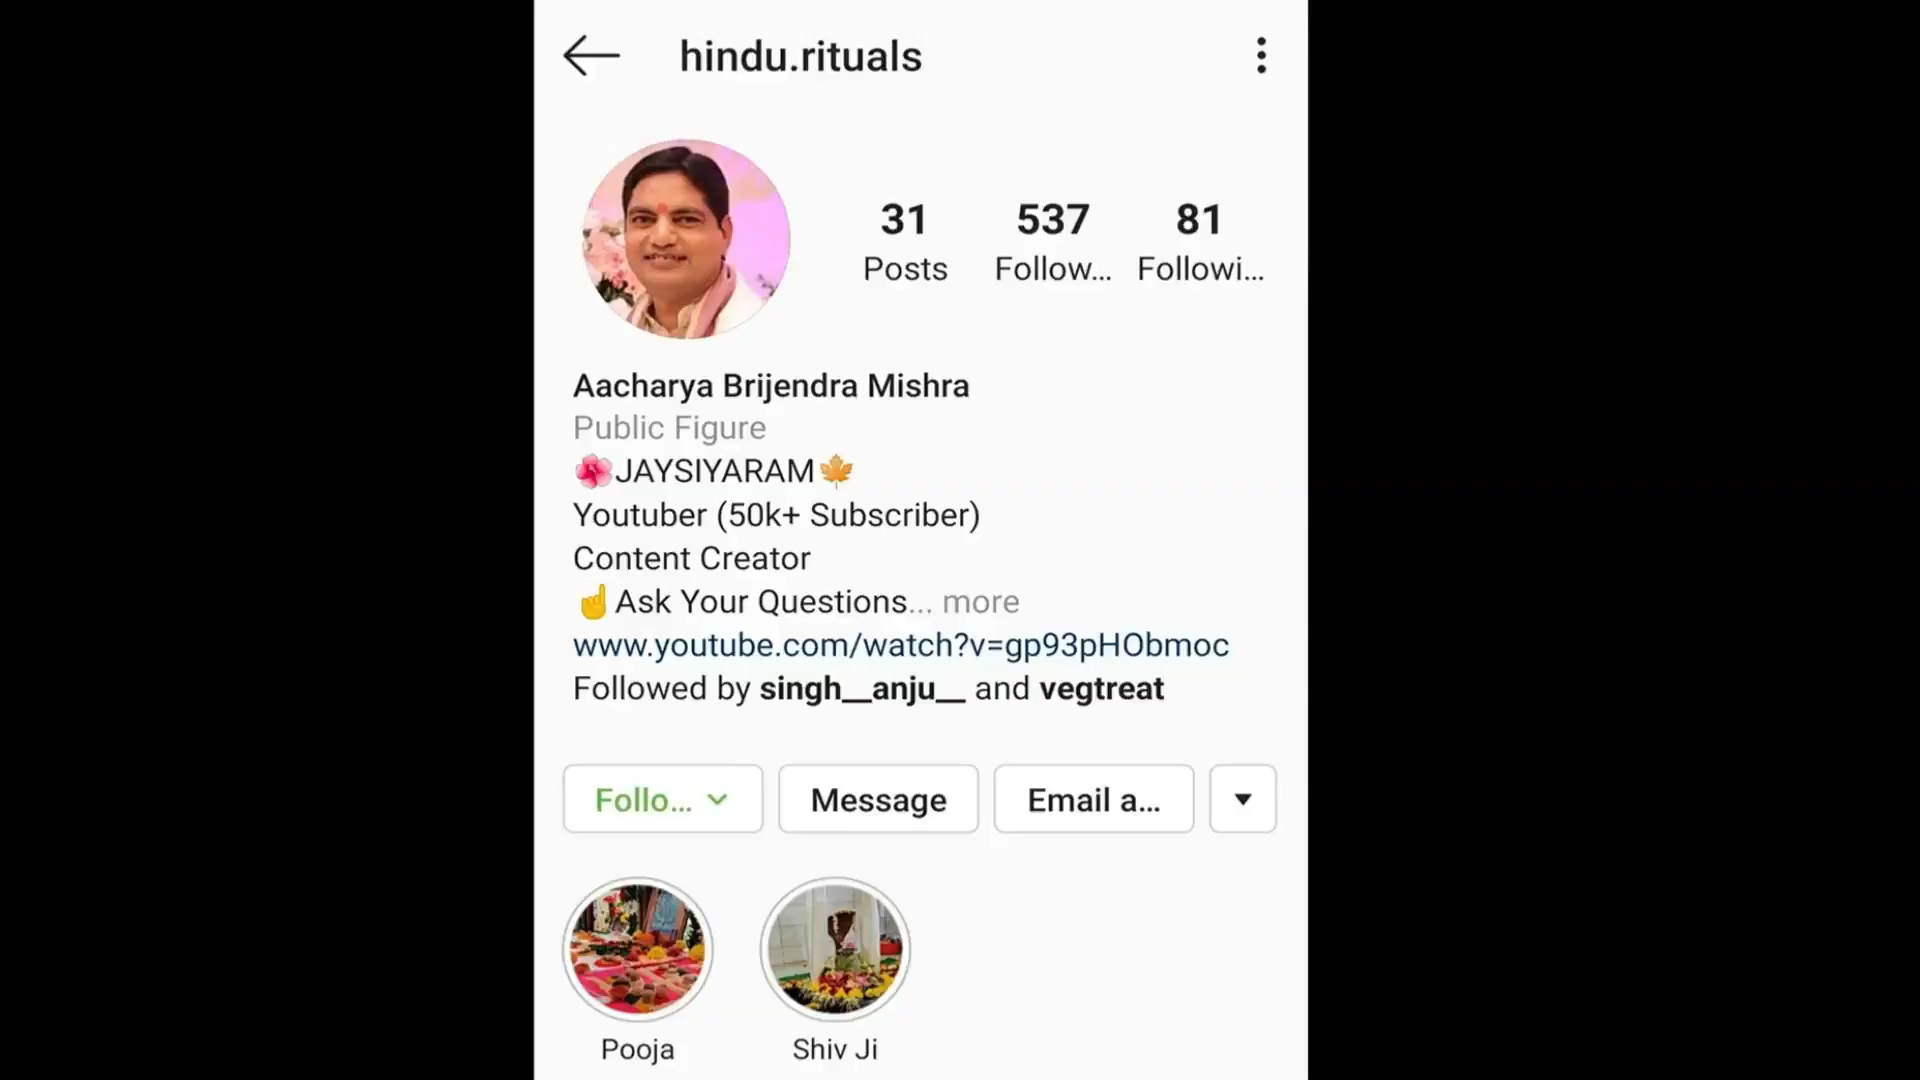 hindu.rituals
31 537 81
Posts Follow... Followi...
Aacharya Brijendra Mishra
Public Figure
🌺JAYSIYARAM🍁
Youtuber (50k+ Subscriber)
Content Creator
☝Ask Your Questions... more
www.youtube.com/watch?v=gp93pHObmoc
Followed by singh__anju__ and vegtreat
Follo... Message Email a...
Pooja Shiv Ji